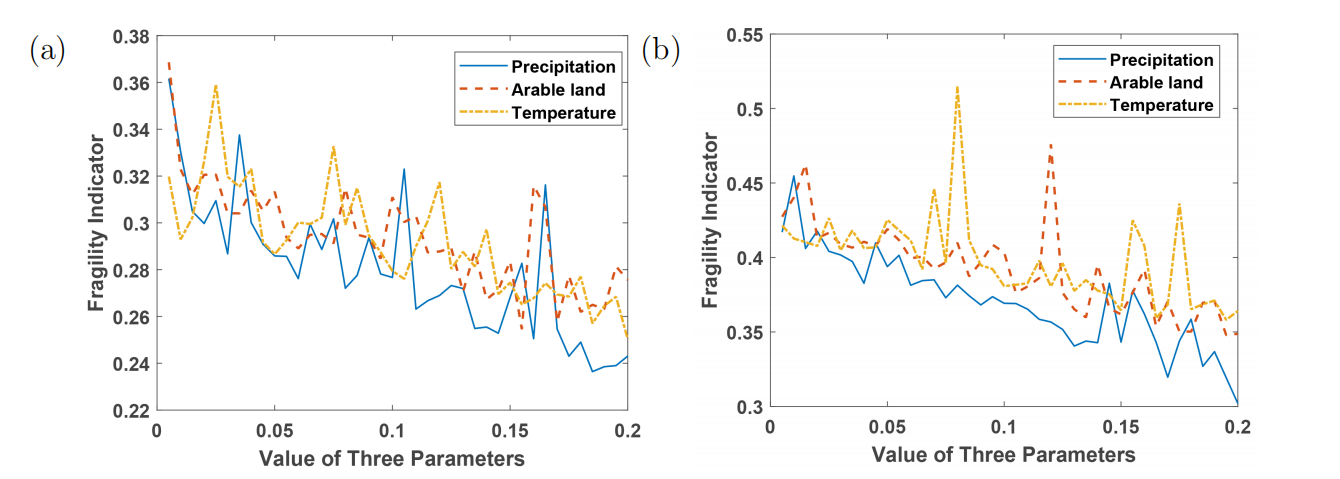 (a)
0.38
0.36
0.34
0.32
0.3
0.28
0.26
0.24
0.22
0 0.05 0.1 0.15 0.2
Fragility Indicator
Value of Three Parameters
Precipitation
Arable land
Temperature
(b)
0.55
0.5
0.45
0.4
0.35
0.3
0 0.05 0.1 0.15 0.2
Fragility Indicator
Value of Three Parameters
Precipitation
Arable land
Temperature